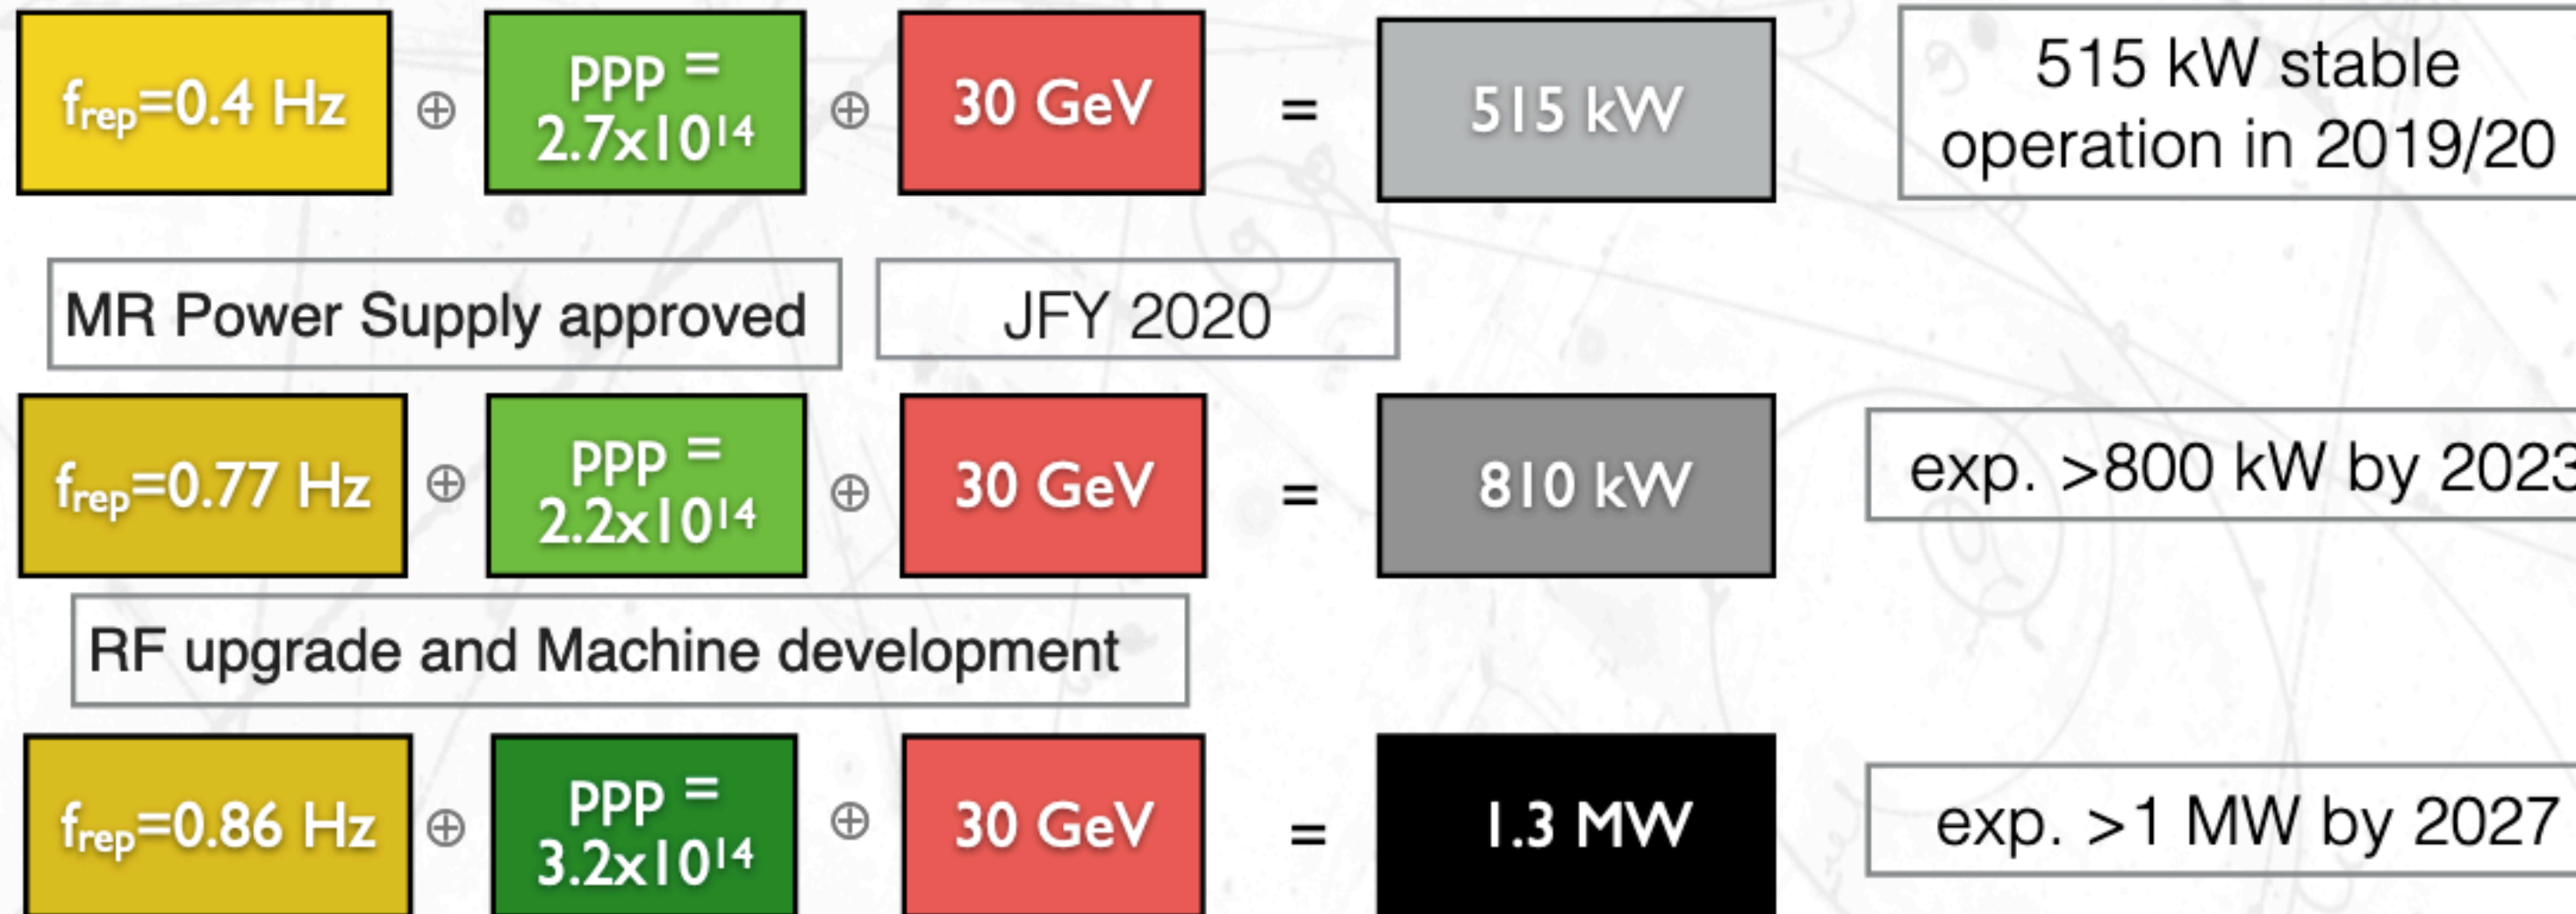 f_rep=0.4 Hz ⊕ ppp = 2.7x10¹⁴ ⊕ 30 GeV = 515 kW
515 kW stable
operation in 2019/20
MR Power Supply approved
JFY 2020
f_rep=0.77 Hz ⊕ ppp = 2.2x10¹⁴ ⊕ 30 GeV = 810 kW
exp. >800 kW by 2023
RF upgrade and Machine development
f_rep=0.86 Hz ⊕ ppp = 3.2x10¹⁴ ⊕ 30 GeV = 1.3 MW
exp. >1 MW by 2027